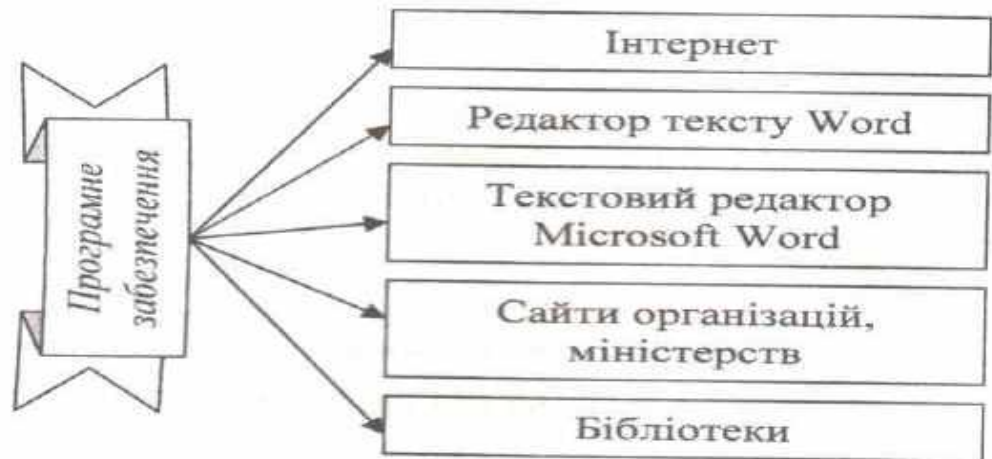 Програмне
забезпечення
Інтернет
Редактор тексту Word
Текстовий редактор
Microsoft Word
Сайти організацій,
міністерств
Бібліотеки